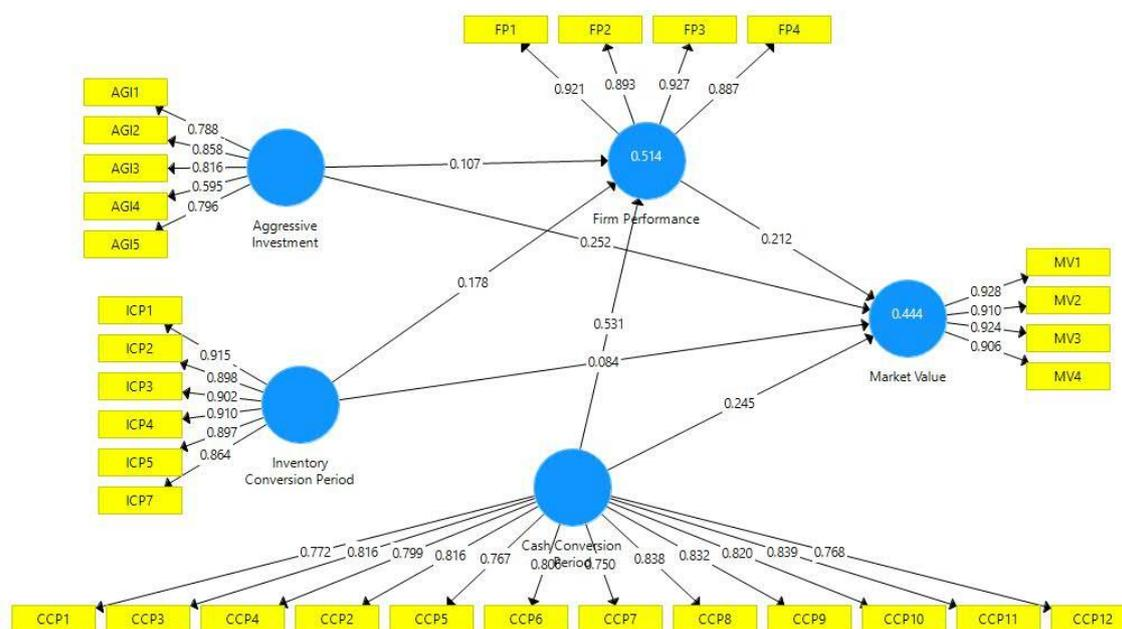 FP1 FP2 FP3 FP4
0.921 0.893 0.927 0.887
AGI1
AGI2
AGI3
AGI4
AGI5
0.788
0.858
0.816
0.595
0.796
Aggressive
Investment
0.107
0.514
Firm Performance
0.252
0.212
0.178
ICP1
ICP2
ICP3
ICP4
ICP5
ICP7
0.915
0.898
0.902
0.910
0.897
0.864
Inventory
Conversion Period
0.531
0.084
0.245
0.444
Market Value
0.928
0.910
0.924
0.906
MV1
MV2
MV3
MV4
Cash Conversion
Period
0.772 0.816 0.799 0.816 0.767 0.750 0.838 0.832 0.820 0.839 0.768
CCP1 CCP3 CCP4 CCP2 CCP5 CCP6 CCP7 CCP8 CCP9 CCP10 CCP11 CCP12